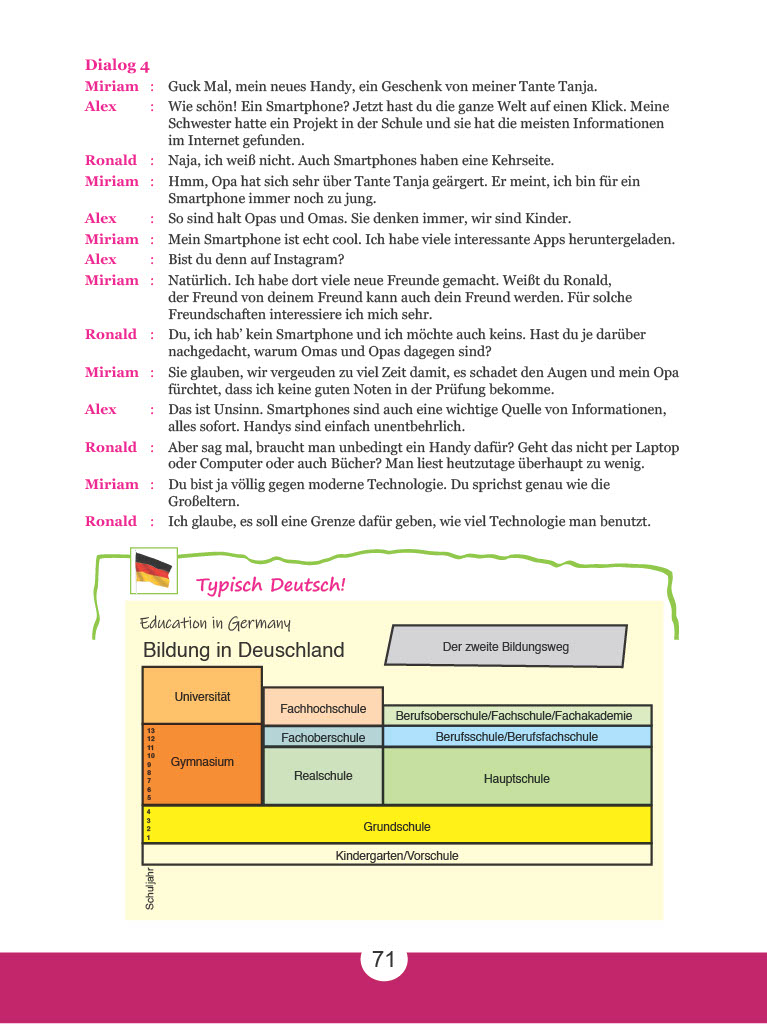 Dialog 4
Miriam : Guck Mal, mein neues Handy, ein Geschenk von meiner Tante Tanja.
Alex : Wie schön! Ein Smartphone? Jetzt hast du die ganze Welt auf einen Klick. Meine
Schwester hatte ein Projekt in der Schule und sie hat die meisten Informationen
im Internet gefunden.
Ronald : Naja, ich weiß nicht. Auch Smartphones haben eine Kehrseite.
Miriam : Hmm, Opa hat sich sehr über Tante Tanja geärgert. Er meint, ich bin für ein
Smartphone immer noch zu jung.
Alex : So sind halt Opas und Omas. Sie denken immer, wir sind Kinder.
Miriam : Mein Smartphone ist echt cool. Ich habe viele interessante Apps heruntergeladen.
Alex : Bist du denn auf Instagram?
Miriam : Natürlich. Ich habe dort viele neue Freunde gemacht. Weißt du Ronald,
der Freund von deinem Freund kann auch dein Freund werden. Für solche
Freundschaften interessiere ich mich sehr.
Ronald : Du, ich hab’ kein Smartphone und ich möchte auch keins. Hast du je darüber
nachgedacht, warum Omas und Opas dagegen sind?
Miriam : Sie glauben, wir vergeuden zu viel Zeit damit, es schadet den Augen und mein Opa
fürchtet, dass ich keine guten Noten in der Prüfung bekomme.
Alex : Das ist Unsinn. Smartphones sind auch eine wichtige Quelle von Informationen,
alles sofort. Handys sind einfach unentbehrlich.
Ronald : Aber sag mal, braucht man unbedingt ein Handy dafür? Geht das nicht per Laptop
oder Computer oder auch Bücher? Man liest heutzutage überhaupt zu wenig.
Miriam : Du bist ja völlig gegen moderne Technologie. Du sprichst genau wie die
Großeltern.
Ronald : Ich glaube, es soll eine Grenze dafür geben, wie viel Technologie man benutzt.
Typisch Deutsch!
Education in Germany
Bildung in Deuschland
Der zweite Bildungsweg
Universität
Fachhochschule
Berufsoberschule/Fachschule/Fachakademie
13
12
11
10
9
8
7
6
5
Gymnasium
Fachoberschule
Berufsschule/Berufsfachschule
Realschule
Hauptschule
4
3
2
1
Grundschule
Kindergarten/Vorschule
Schuljahr
71